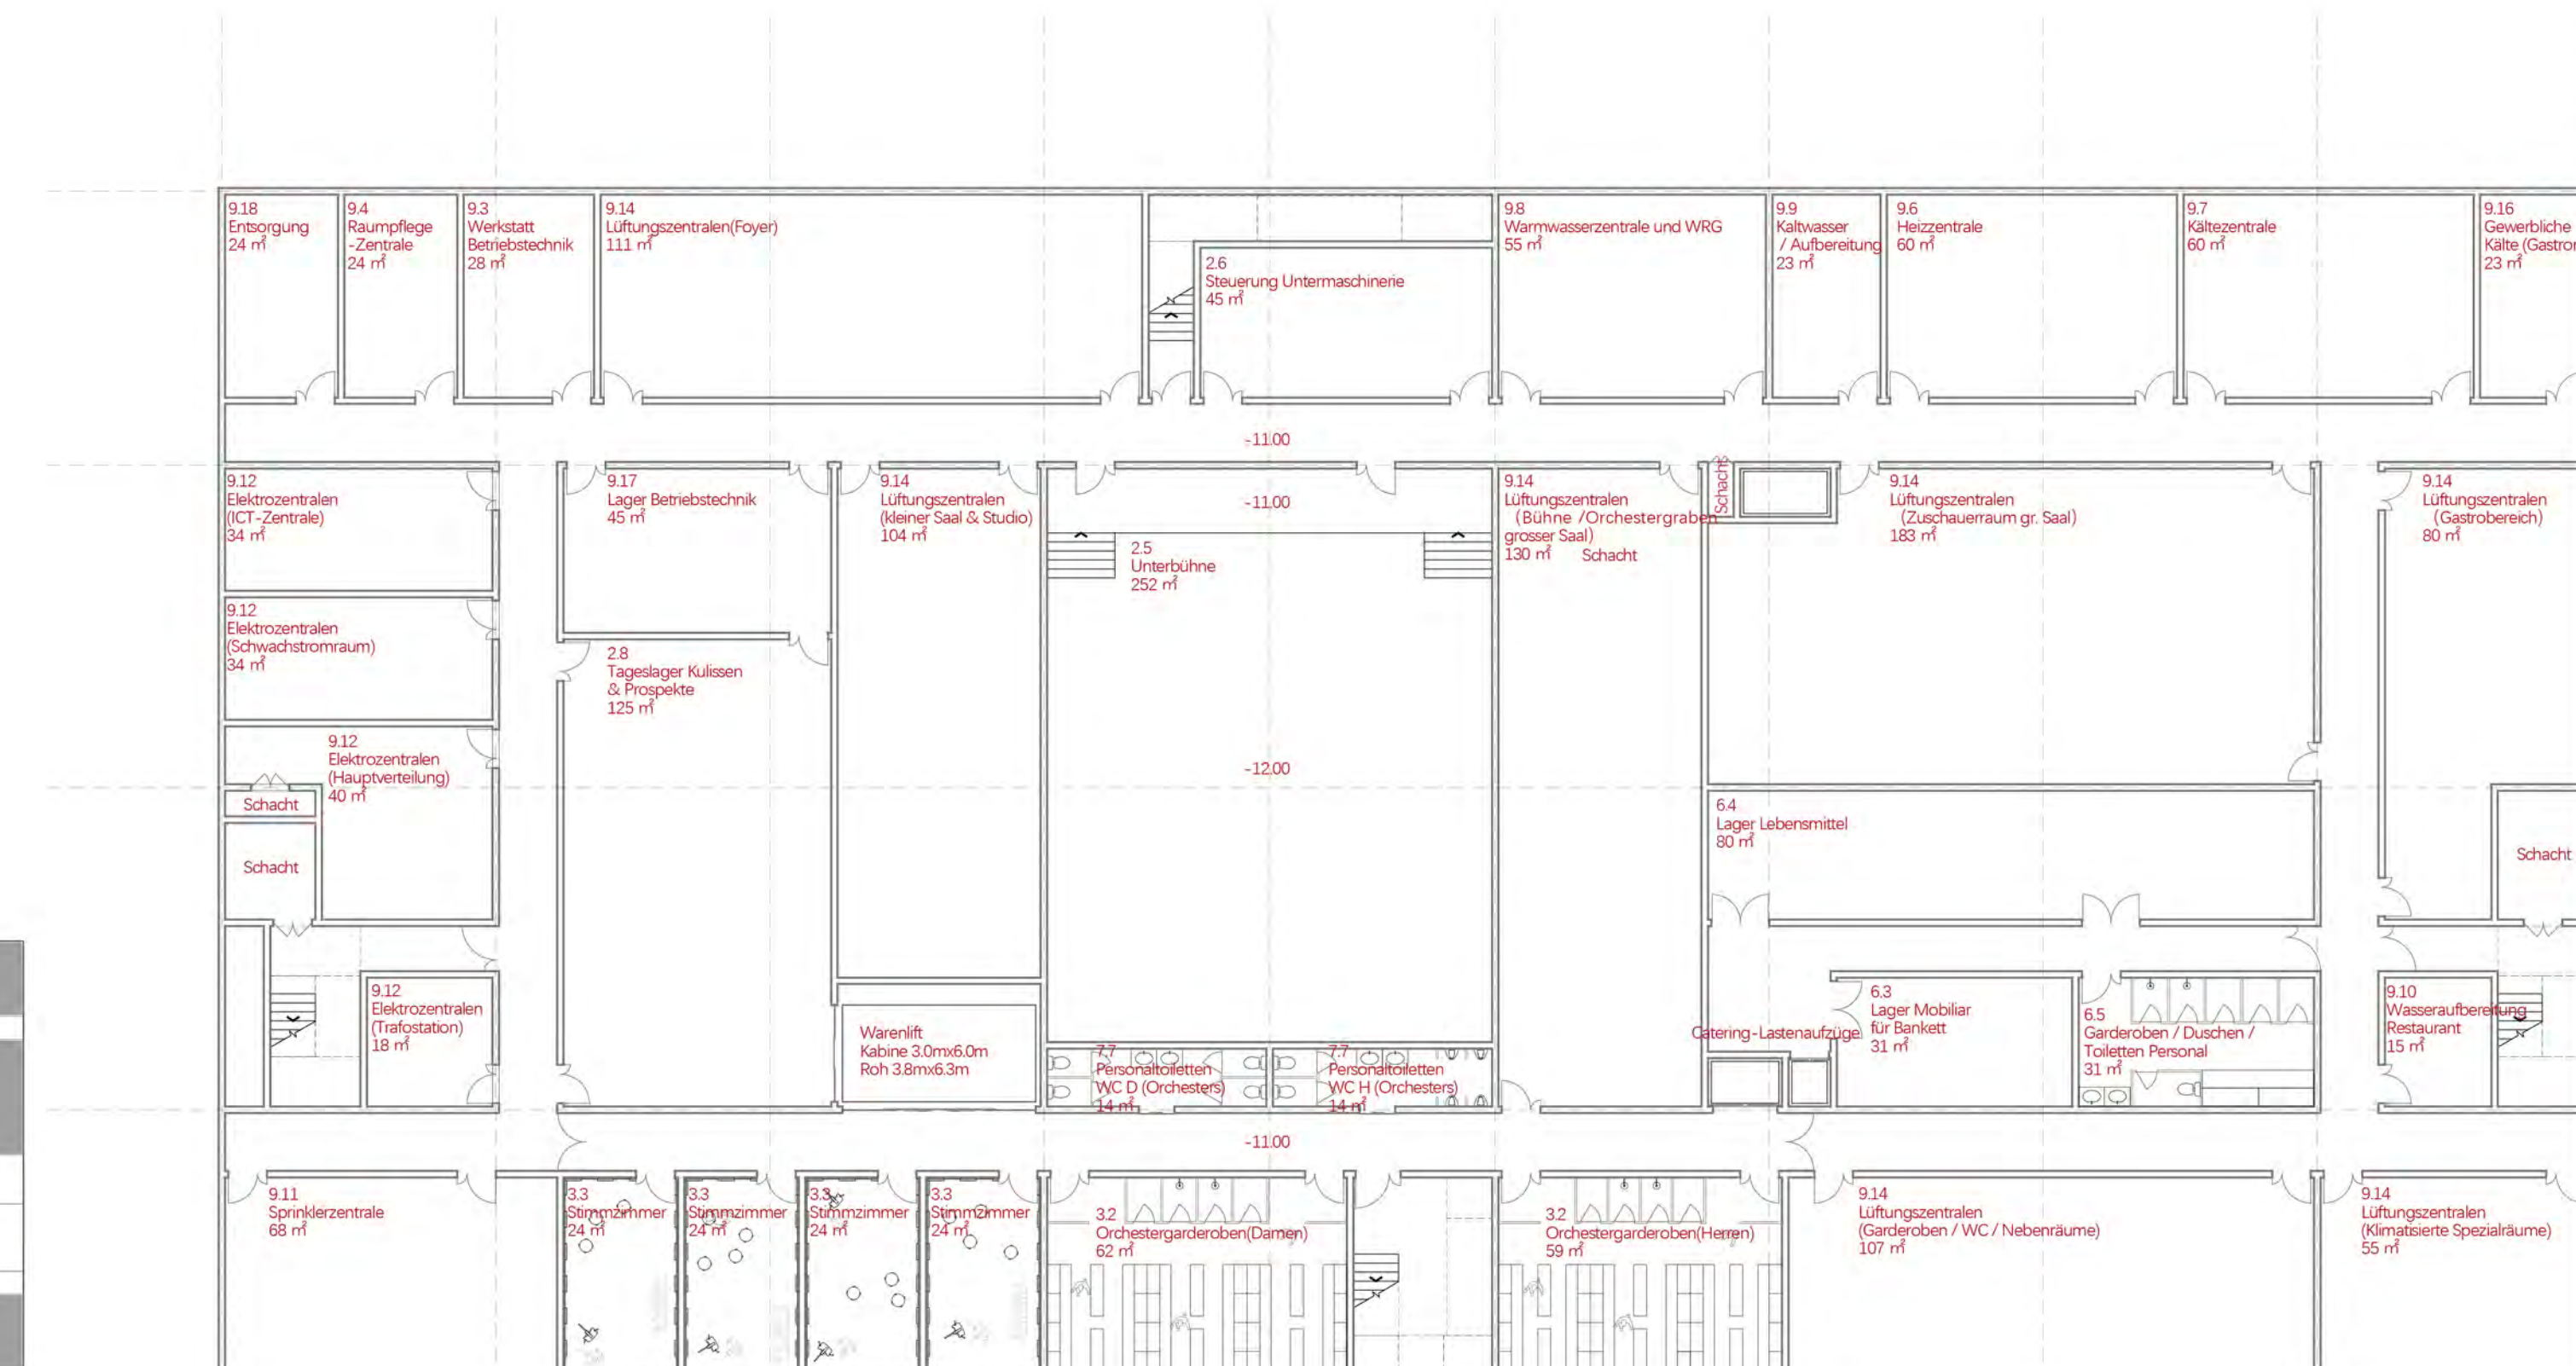 9.18
Entsorgung
24 m²
9.4
Raumpflege
-Zentrale
24 m²
9.3
Werkstatt
Betriebstechnik
28 m²
9.14
Lüftungszentralen(Foyer)
111 m²
2.6
Steuerung Untermaschinerie
45 m²
9.8
Warmwasserzentrale und WRG
55 m²
9.9
Kaltwasser
/ Aufbereitung
23 m²
9.6
Heizzentrale
60 m²
9.7
Kältezentrale
60 m²
9.16
Gewerbliche
Kälte (Gastror
23 m²
-11.00
9.12
Elektrozentralen
(ICT-Zentrale)
34 m²
9.17
Lager Betriebstechnik
45 m²
9.14
Lüftungszentralen
(kleiner Saal & Studio)
104 m²
-11.00
2.5
Unterbühne
252 m²
9.14
Lüftungszentralen
(Bühne /Orchestergraben
grosser Saal)
130 m² Schacht
Schacht
9.14
Lüftungszentralen
(Zuschauerraum gr. Saal)
183 m²
9.14
Lüftungszentralen
(Gastrobereich)
80 m²
9.12
Elektrozentralen
(Schwachstromraum)
34 m²
2.8
Tageslager Kulissen
& Prospekte
125 m²
9.12
Elektrozentralen
(Hauptverteilung)
40 m²
-12.00
Schacht
6.4
Lager Lebensmittel
80 m²
Schacht
Schacht
9.12
Elektrozentralen
(Trafostation)
18 m²
Warenlift
Kabine 3.0mx6.0m
Roh 3.8mx6.3m
7.7
Personaltoiletten
WC D (Orchesters)
14 m²
7.7
Personaltoiletten
WC H (Orchesters)
14 m²
Catering-Lastenaufzüge
6.3
Lager Mobiliar
für Bankett
31 m²
6.5
Garderoben / Duschen /
Toiletten Personal
31 m²
9.10
Wasseraufbereitung
Restaurant
15 m²
-11.00
9.11
Sprinklerzentrale
68 m²
3.3
Stimmzimmer
24 m²
3.3
Stimmzimmer
24 m²
3.3
Stimmzimmer
24 m²
3.3
Stimmzimmer
24 m²
3.2
Orchestergarderoben(Damen)
62 m²
3.2
Orchestergarderoben(Herren)
59 m²
9.14
Lüftungszentralen
(Garderoben / WC / Nebenräume)
107 m²
9.14
Lüftungszentralen
(Klimatisierte Spezialräume)
55 m²